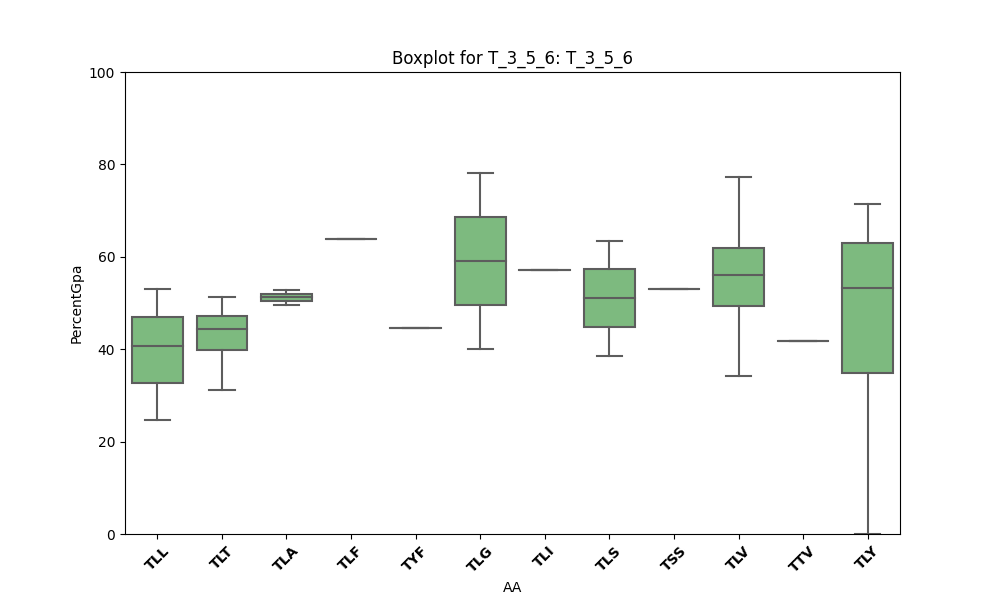 Boxplot for T_3_5_6: T_3_5_6
100
80
60
40
20
0
PercentGpa
TLL TLT TLA TLF TYF TLG TLI TLS TSS TLV TTV TLY
AA